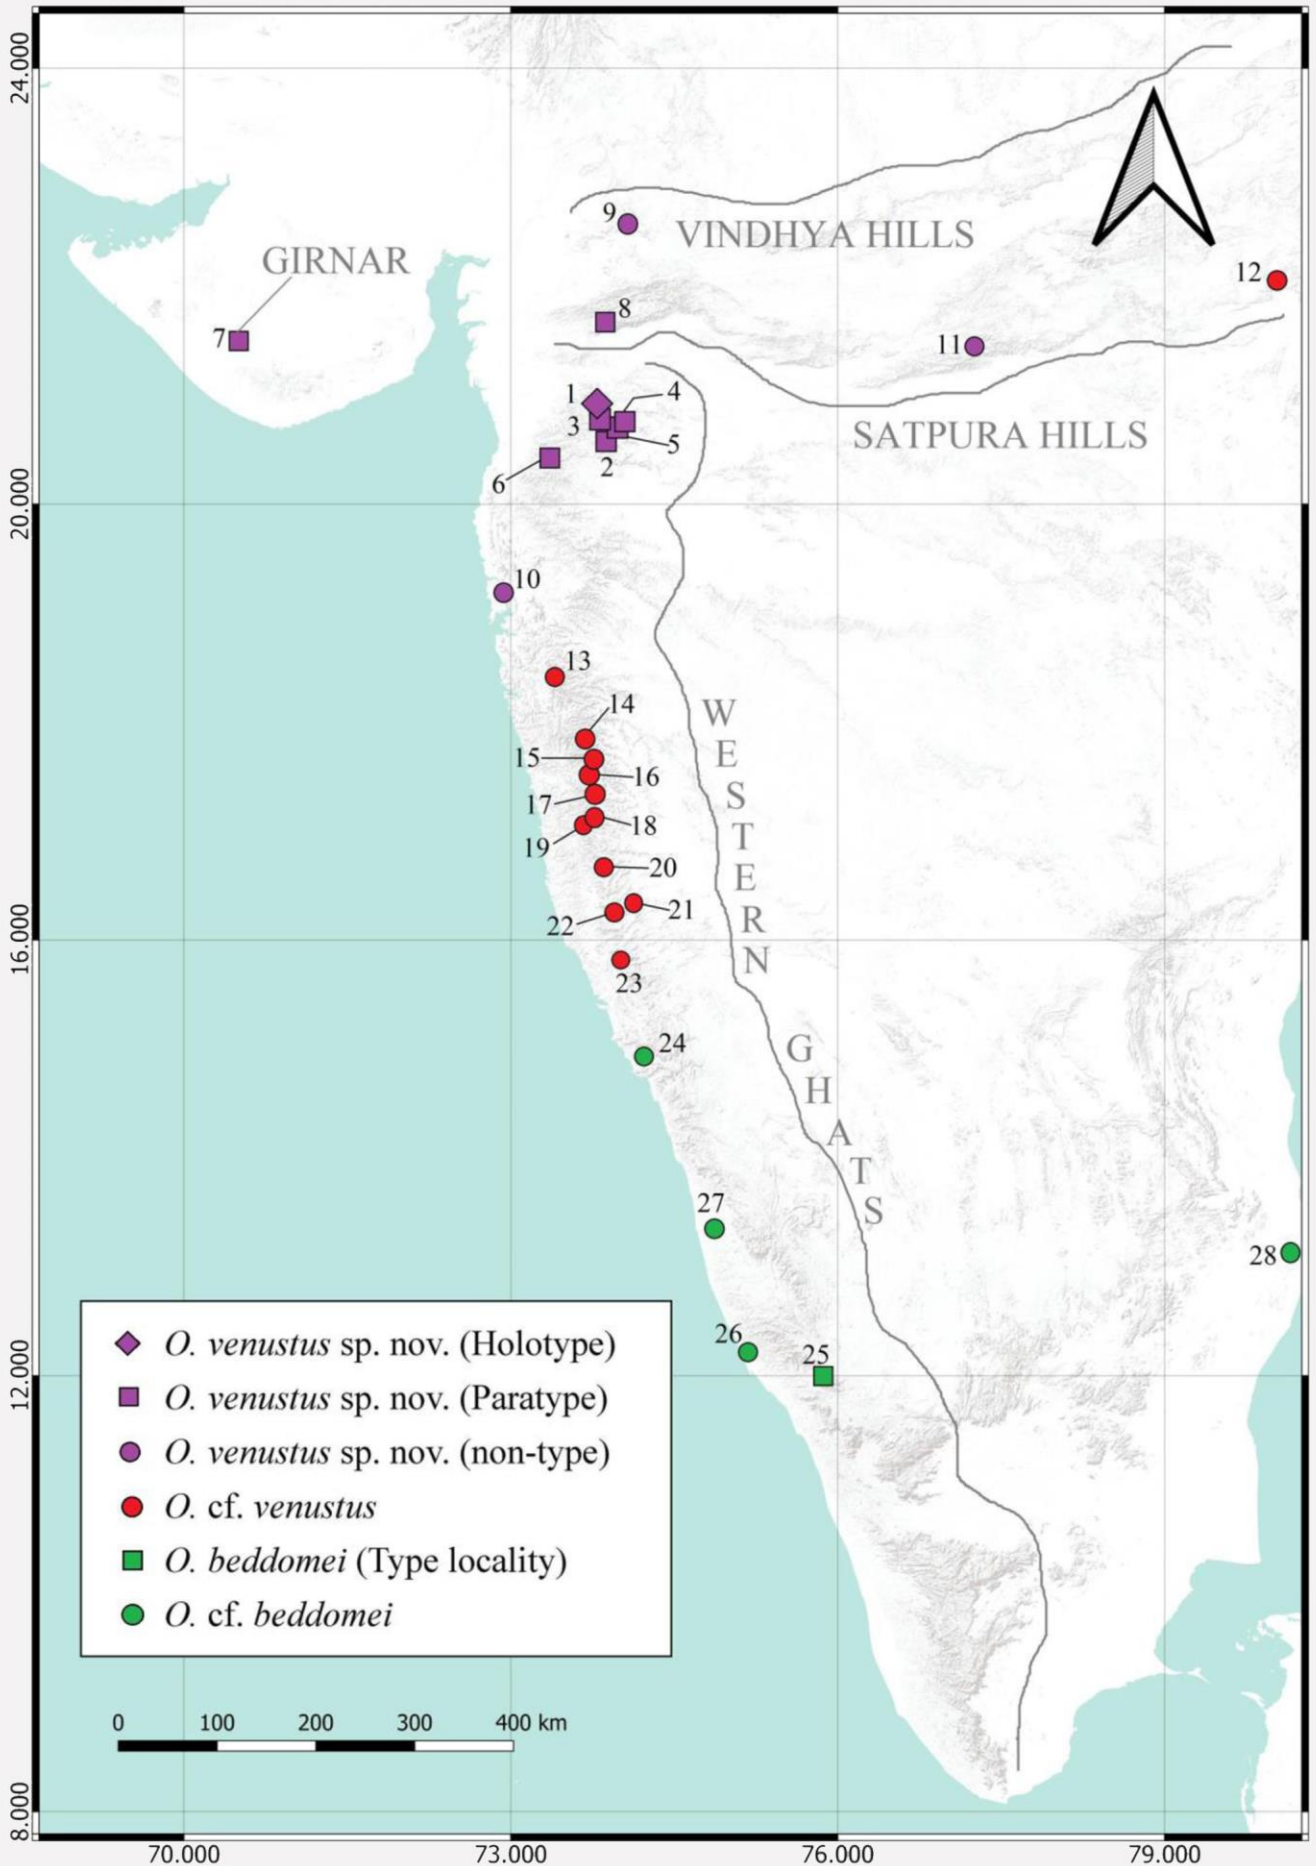 24.000
9
VINDHYA HILLS
GIRNAR
12
8
7
11
1
4
3
SATPURA HILLS
5
2
6
20.000
10
13
14
WESTERN
15
16
17
18
19
20
21
22
16.000
23
24
GHATS
27
28
26
25
12.000
O. venustus sp. nov. (Holotype)
O. venustus sp. nov. (Paratype)
O. venustus sp. nov. (non-type)
O. cf. venustus
O. beddomei (Type locality)
O. cf. beddomei
0 100 200 300 400 km
8.000
70.000 73.000 76.000 79.000